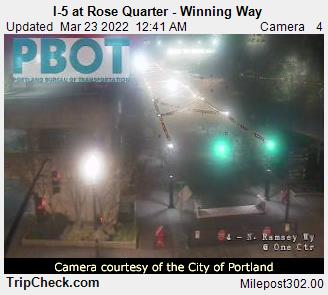 I-5 at Rose Quarter - Winning Way
Updated Mar 23 2022 12:41 AM Camera 4
PBOT
PORTLAND BUREAU OF TRANSPORTATION
4 - N. Ramsey Wy
@ One Ctr
Camera courtesy of the City of Portland
TripCheck.com Milepost302.00